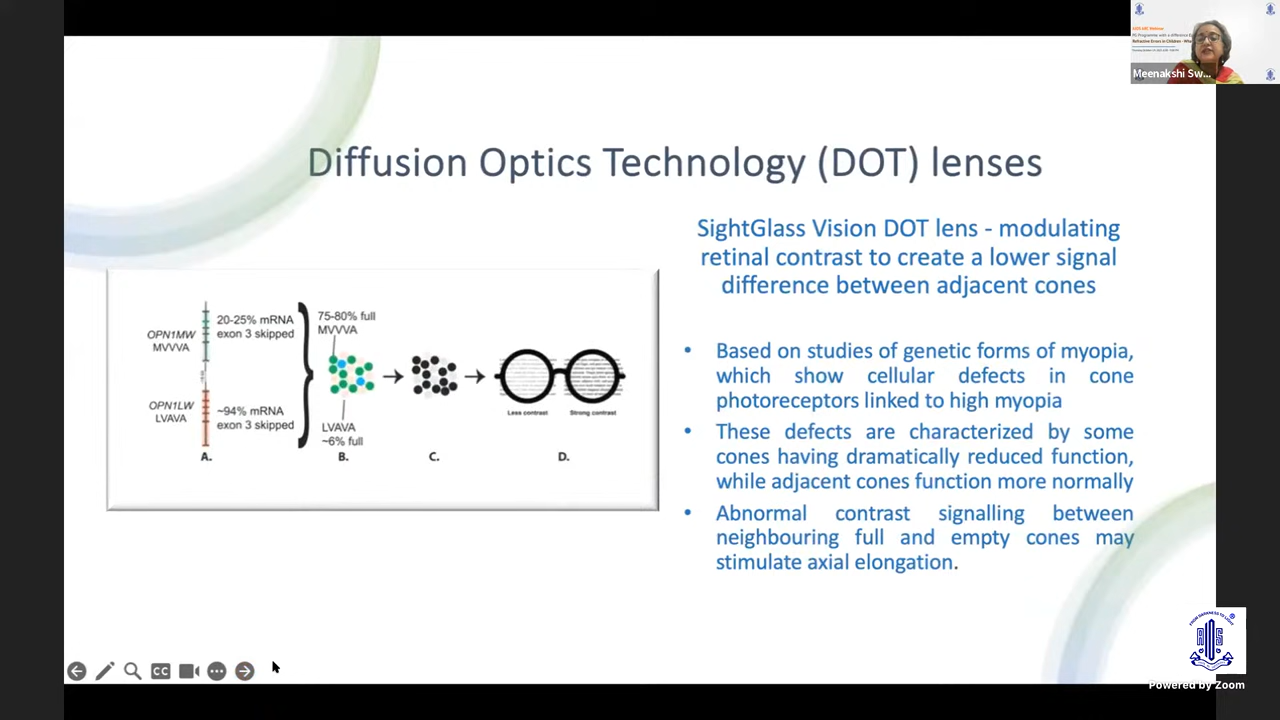 Diffusion Optics Technology (DOT) lenses
SightGlass Vision DOT lens - modulating
retinal contrast to create a lower signal
difference between adjacent cones
• Based on studies of genetic forms of myopia,
which show cellular defects in cone
photoreceptors linked to high myopia
• These defects are characterized by some
cones having dramatically reduced function,
while adjacent cones function more normally
• Abnormal contrast signalling between
neighbouring full and empty cones may
stimulate axial elongation.
OPN1MW
MVVVA
20-25% mRNA
exon 3 skipped
OPN1LW
LVAVA
~94% mRNA
exon 3 skipped
A.
75-80% full
MVVVA
LVAVA
~6% full
B.
C.
Less contrast
Strong contrast
D.
CC
Meenakshi Sw...
Powered by Zoom